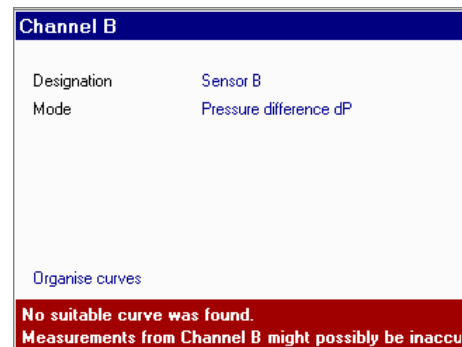 Channel B
Designation Sensor B
Mode Pressure difference dP
Organise curves
No suitable curve was found.
Measurements from Channel B might possibly be inaccu